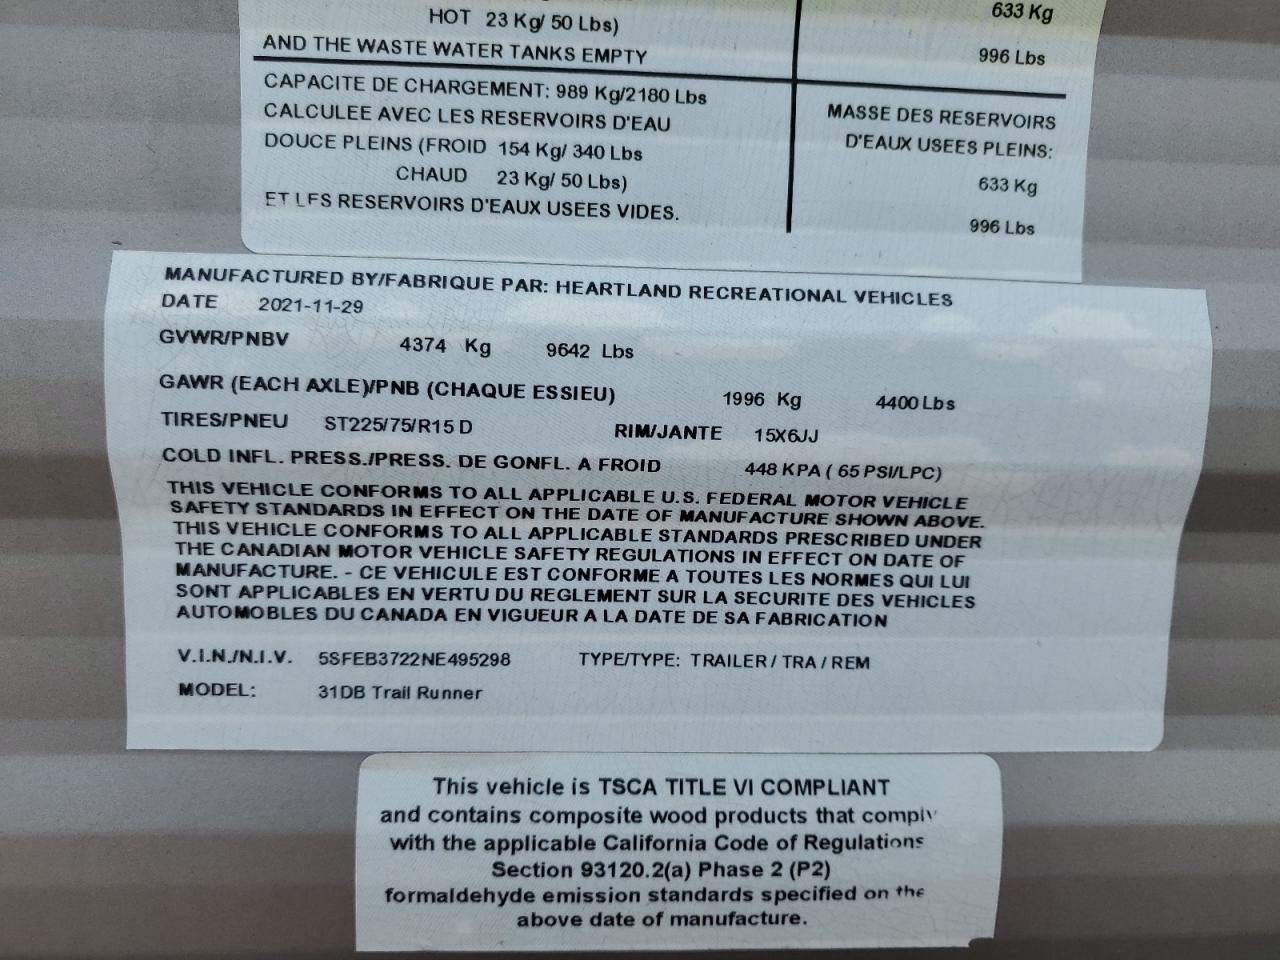 HOT 23 Kg/ 50 Lbs)
AND THE WASTE WATER TANKS EMPTY
633 Kg
996 Lbs
CAPACITE DE CHARGEMENT: 989 Kg/2180 Lbs
CALCULEE AVEC LES RESERVOIRS D'EAU
DOUCE PLEINS (FROID 154 Kg/ 340 Lbs
CHAUD 23 Kg/ 50 Lbs)
ET LES RESERVOIRS D'EAUX USEES VIDES.
MASSE DES RESERVOIRS
D'EAUX USEES PLEINS:
633 Kg
996 Lbs
MANUFACTURED BY/FABRIQUE PAR: HEARTLAND RECREATIONAL VEHICLES
DATE 2021-11-29
GVWR/PNBV 4374 Kg 9642 Lbs
GAWR (EACH AXLE)/PNB (CHAQUE ESSIEU) 1996 Kg 4400 Lbs
TIRES/PNEU ST225/75/R15 D RIM/JANTE 15X6JJ
COLD INFL. PRESS./PRESS. DE GONFL. A FROID 448 KPA ( 65 PSI/LPC)
THIS VEHICLE CONFORMS TO ALL APPLICABLE U.S. FEDERAL MOTOR VEHICLE
SAFETY STANDARDS IN EFFECT ON THE DATE OF MANUFACTURE SHOWN ABOVE.
THIS VEHICLE CONFORMS TO ALL APPLICABLE STANDARDS PRESCRIBED UNDER
THE CANADIAN MOTOR VEHICLE SAFETY REGULATIONS IN EFFECT ON DATE OF
MANUFACTURE. - CE VEHICULE EST CONFORME A TOUTES LES NORMES QUI LUI
SONT APPLICABLES EN VERTU DU REGLEMENT SUR LA SECURITE DES VEHICLES
AUTOMOBLES DU CANADA EN VIGUEUR A LA DATE DE SA FABRICATION
V.I.N./N.I.V. 5SFEB3722NE495298 TYPE/TYPE: TRAILER / TRA / REM
MODEL: 31DB Trail Runner
This vehicle is TSCA TITLE VI COMPLIANT
and contains composite wood products that comply
with the applicable California Code of Regulations
Section 93120.2(a) Phase 2 (P2)
formaldehyde emission standards specified on the
above date of manufacture.